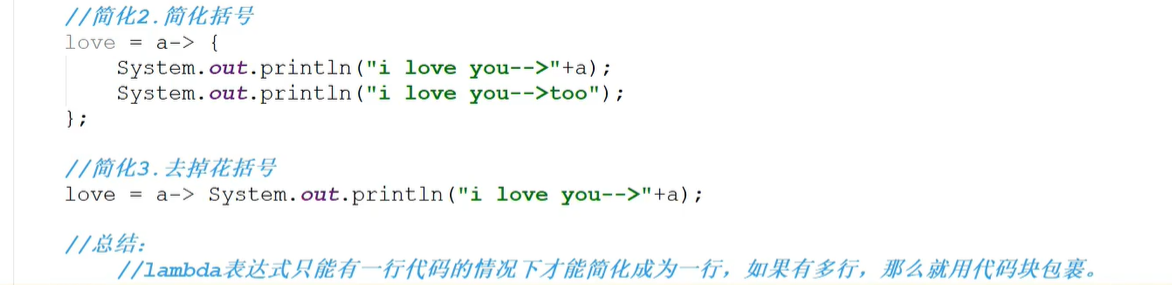 //简化2.简化括号
love = a-> {
    System.out.println("i love you-->"+a);
    System.out.println("i love you-->too");
};
//简化3.去掉花括号
love = a-> System.out.println("i love you-->"+a);
//总结:
    //lambda表达式只能有一行代码的情况下才能简化成为一行，如果有多行，那么就用代码块包裹。